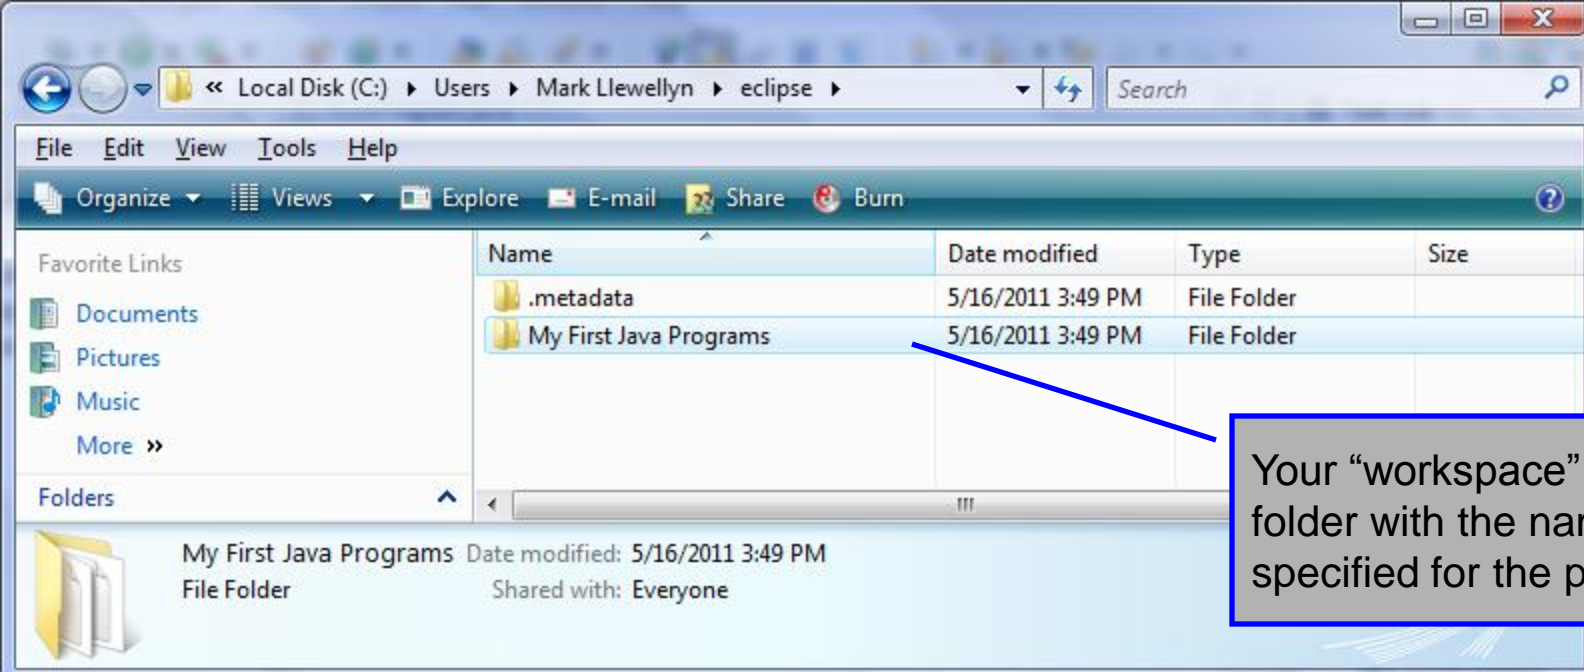 « Local Disk (C:) ▸ Users ▸ Mark Llewellyn ▸ eclipse ▸ Search
File Edit View Tools Help
Organize Views Explore E-mail Share Burn
Favorite Links
Documents
Pictures
Music
More »
Folders
Name Date modified Type Size
.metadata 5/16/2011 3:49 PM File Folder
My First Java Programs 5/16/2011 3:49 PM File Folder
Your “workspace”
folder with the
specified for the
My First Java Programs Date modified: 5/16/2011 3:49 PM
File Folder Shared with: Everyone